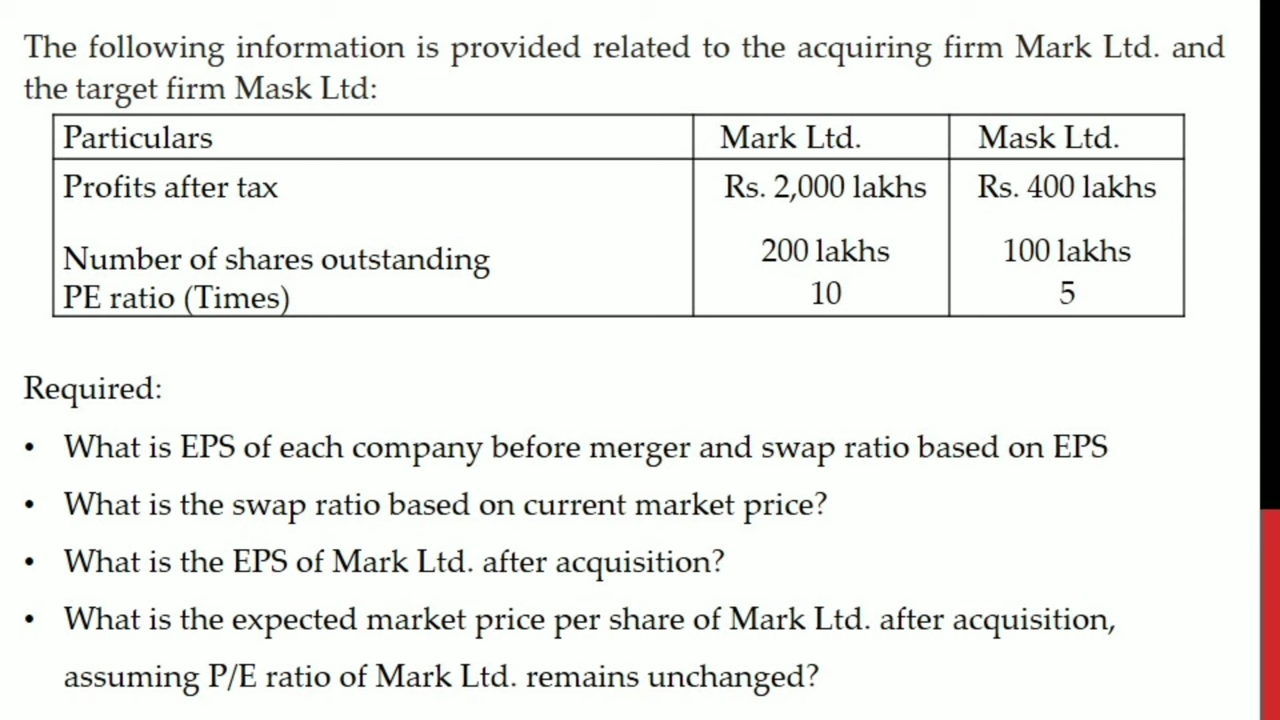 The following information is provided related to the acquiring firm Mark Ltd. and
the target firm Mask Ltd:
Particulars Mark Ltd. Mask Ltd.
Profits after tax Rs. 2,000 lakhs Rs. 400 lakhs
Number of shares outstanding 200 lakhs 100 lakhs
PE ratio (Times) 10 5
Required:
• What is EPS of each company before merger and swap ratio based on EPS
• What is the swap ratio based on current market price?
• What is the EPS of Mark Ltd. after acquisition?
• What is the expected market price per share of Mark Ltd. after acquisition,
assuming P/E ratio of Mark Ltd. remains unchanged?